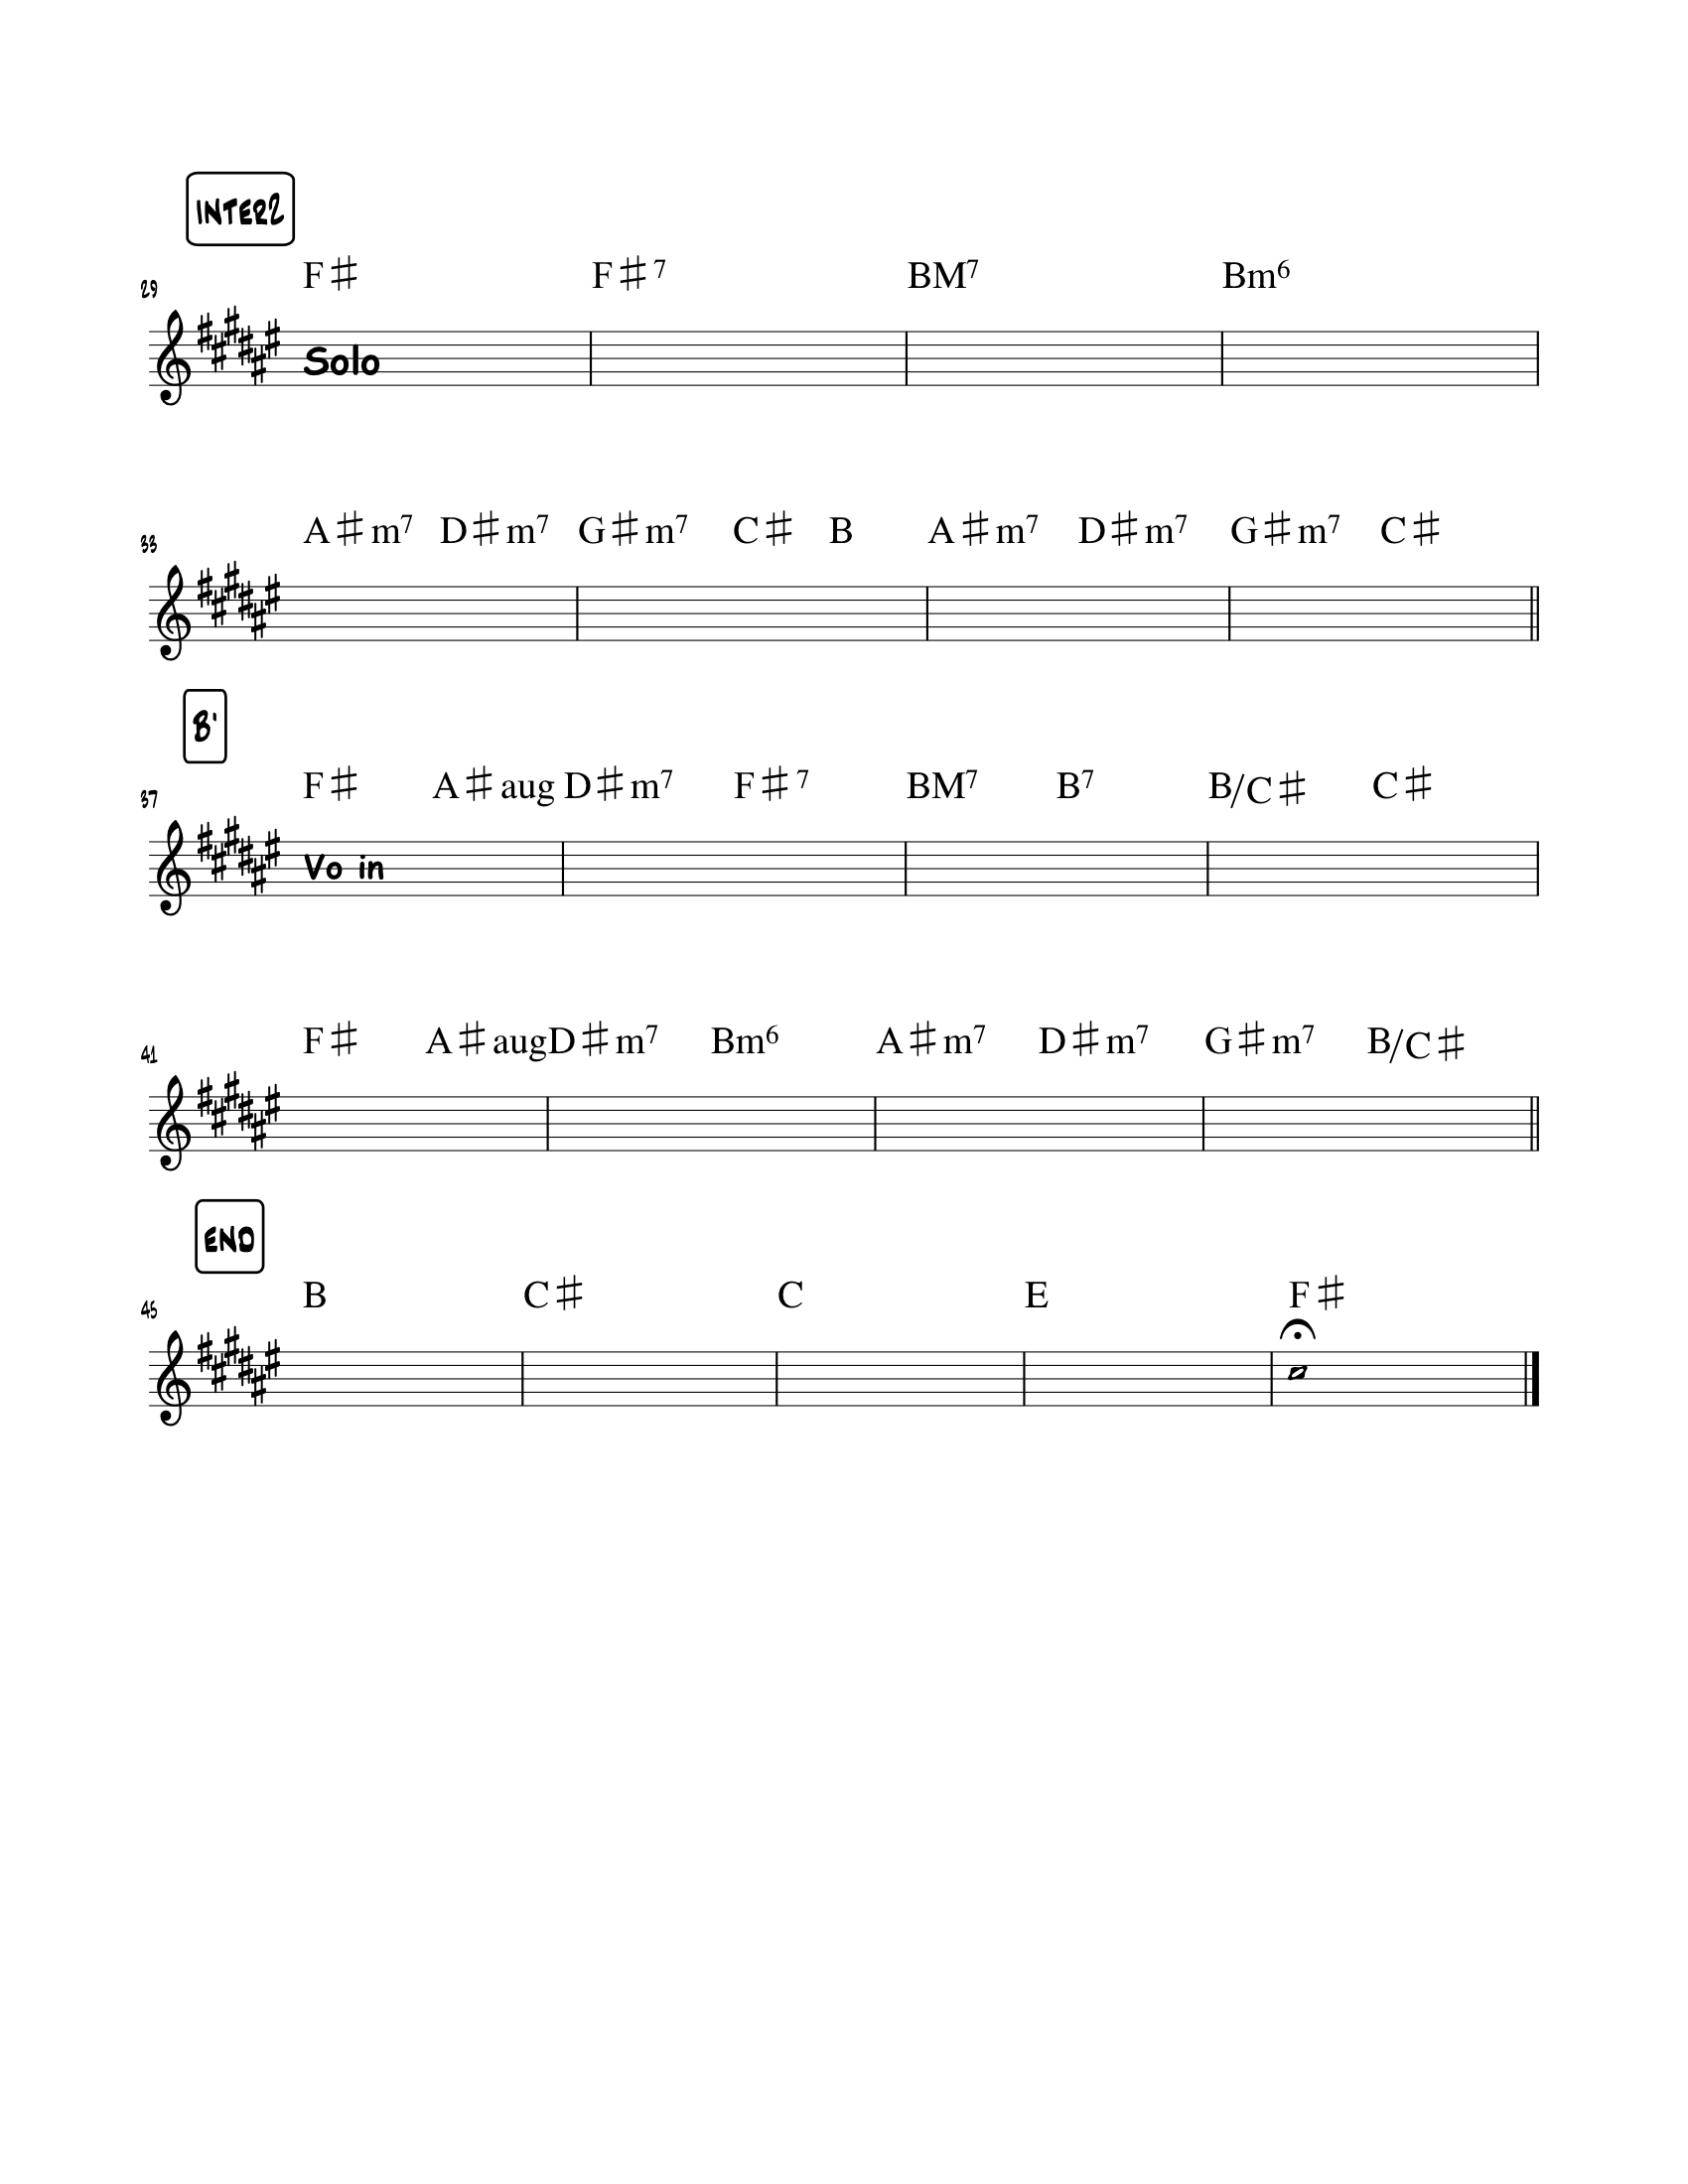 INTER2
F♯ F♯7 BM7 Bm6
29
Solo
A♯m7 D♯m7 G♯m7 C♯ B A♯m7 D♯m7 G♯m7 C♯
33
B'
F♯ A♯aug D♯m7 F♯7 BM7 B7 B/C♯ C♯
37
Vo in
F♯ A♯aug D♯m7 Bm6 A♯m7 D♯m7 G♯m7 B/C♯
41
END
B C♯ C E F♯
45